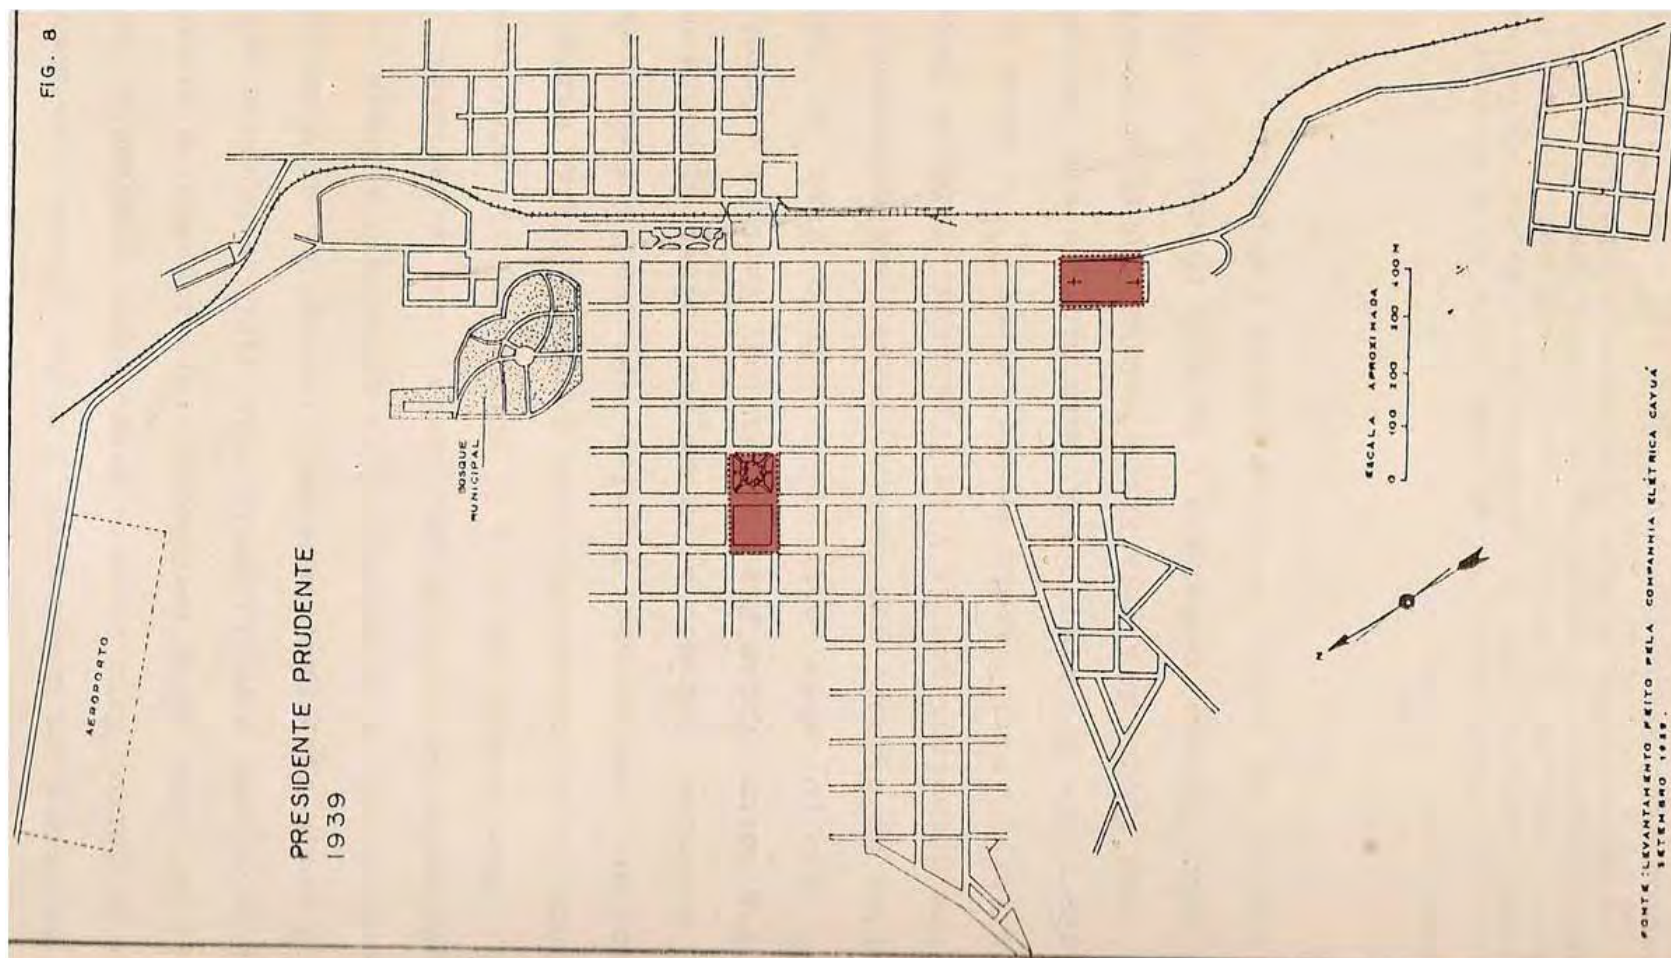 FIG. 8
PRESIDENTE PRUDENTE
1939
AEROPORTO
BOSQUE
MUNICIPAL
ESCALA APROXIMADA
0 100 200 300 400 M
N
FONTE: LEVANTAMENTO FEITO PELA COMPANHIA ELÉTRICA CAYUÁ
SETEMBRO 1939.